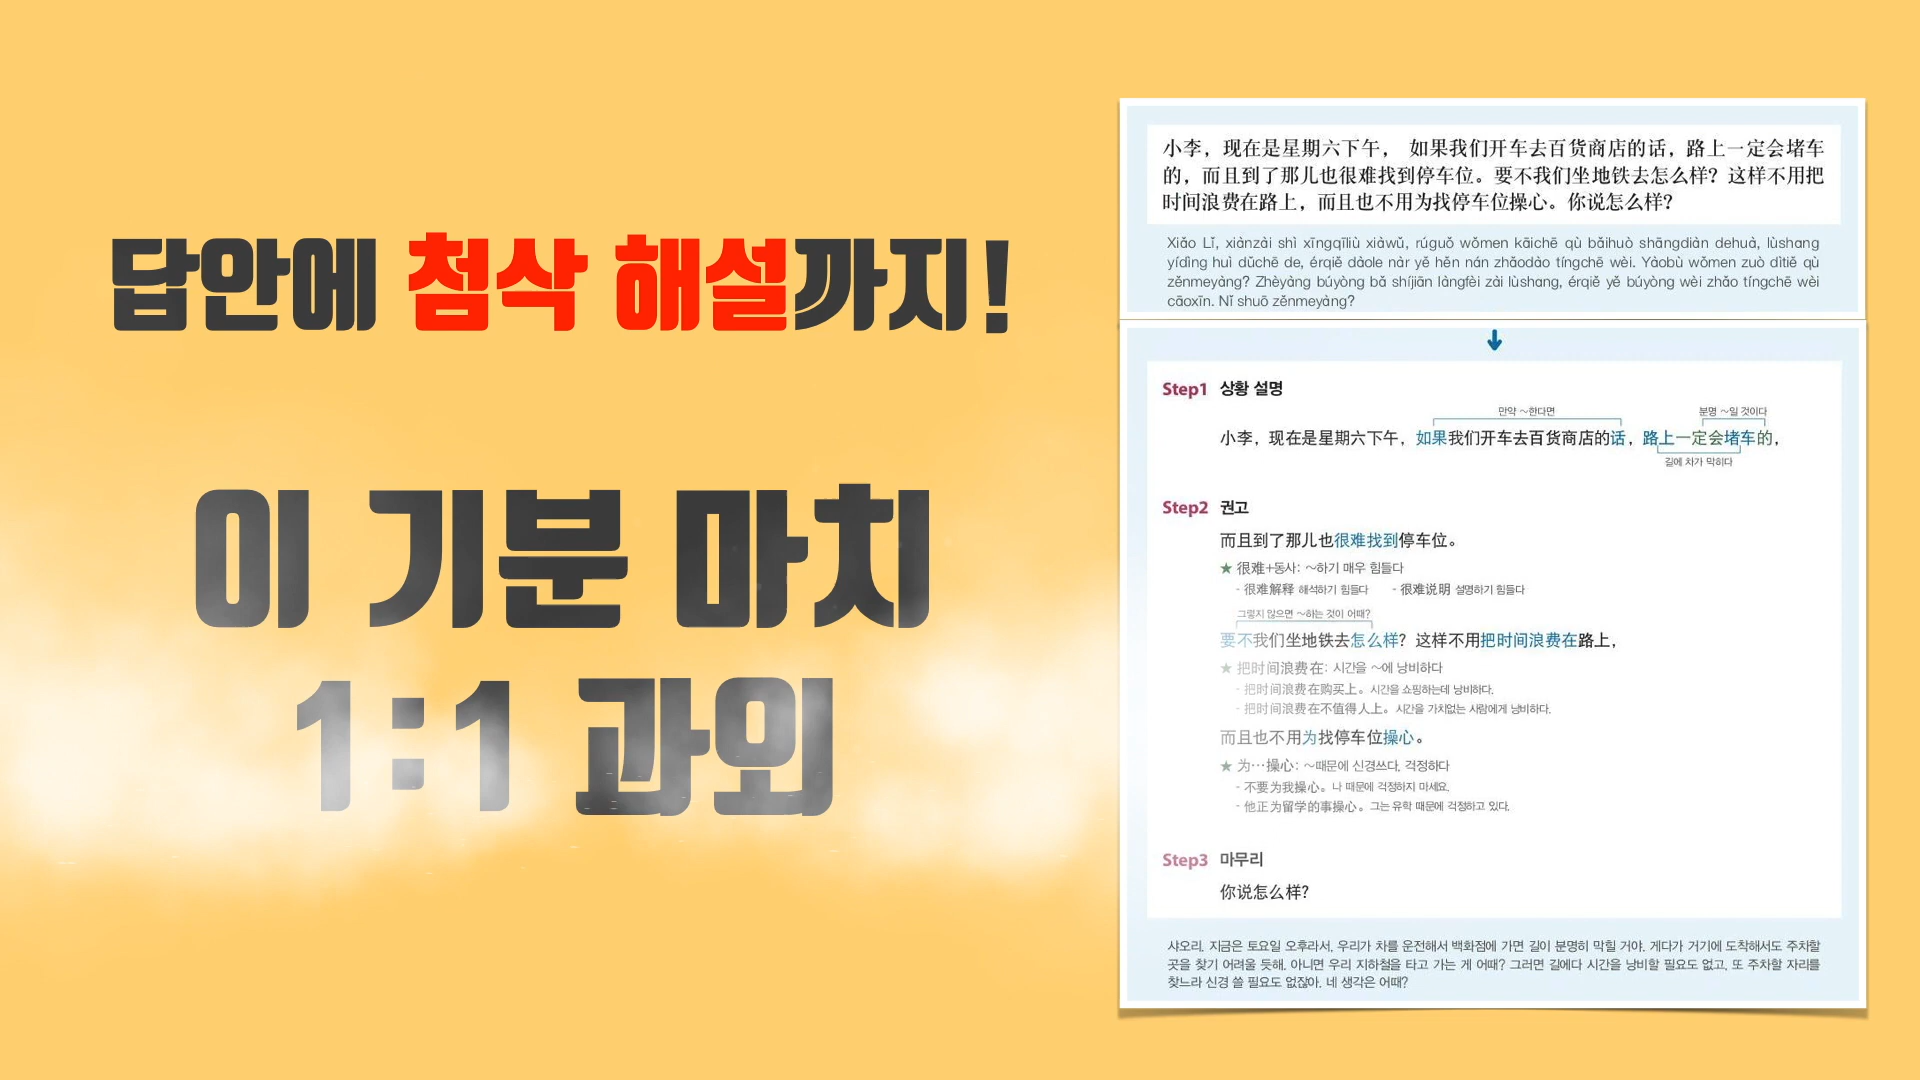 답안에 첨삭 해설까지!
이 기분 마치
1:1 과외
小李，现在是星期六下午， 如果我们开车去百货商店的话，路上一定会堵车
的，而且到了那儿也很难找到停车位。要不我们坐地铁去怎么样？这样不用把
时间浪费在路上，而且也不用为找停车位操心。你说怎么样？
Xiǎo Lǐ, xiànzài shì xīngqīliù xiàwǔ, rúguǒ wǒmen kāichē qù bǎihuò shāngdiàn dehuà, lùshang
yídìng huì dǔchē de, érqiě dàole nàr yě hěn nán zhǎodào tíngchē wèi. Yàobù wǒmen zuò dìtiě qù
zěnmeyàng? Zhèyàng búyòng bǎ shíjiān làngfèi zài lùshang, érqiě yě búyòng wèi zhǎo tíngchē wèi
cāoxīn. Nǐ shuō zěnmeyàng?
Step1 상황 설명
만약 ～한다면 분명 ～일 것이다
小李，现在是星期六下午，如果我们开车去百货商店的话，路上一定会堵车的，
길에 차가 막히다
Step2 권고
而且到了那儿也很难找到停车位。
★ 很难+동사: ～하기 매우 힘들다
- 很难解释 해석하기 힘들다 - 很难说明 설명하기 힘들다
그렇지 않으면 ～하는 것이 어때?
要不我们坐地铁去怎么样？这样不用把时间浪费在路上，
★ 把时间浪费在: 시간을 ～에 낭비하다
- 把时间浪费在购买上。시간을 쇼핑하는데 낭비하다.
- 把时间浪费在不值得人上。시간을 가치없는 사람에게 낭비하다.
而且也不用为找停车位操心。
★ 为…操心: ～때문에 신경쓰다, 걱정하다
- 不要为我操心。나 때문에 걱정하지 마세요.
- 他正为留学的事操心。그는 유학 때문에 걱정하고 있다.
Step3 마무리
你说怎么样?
샤오리, 지금은 토요일 오후라서, 우리가 차를 운전해서 백화점에 가면 길이 분명히 막힐 거야. 게다가 거기에 도착해서도 주차할
곳을 찾기 어려울 듯해. 아니면 우리 지하철을 타고 가는 게 어때? 그러면 길에다 시간을 낭비할 필요도 없고, 또 주차할 자리를
찾느라 신경 쓸 필요도 없잖아. 네 생각은 어때?